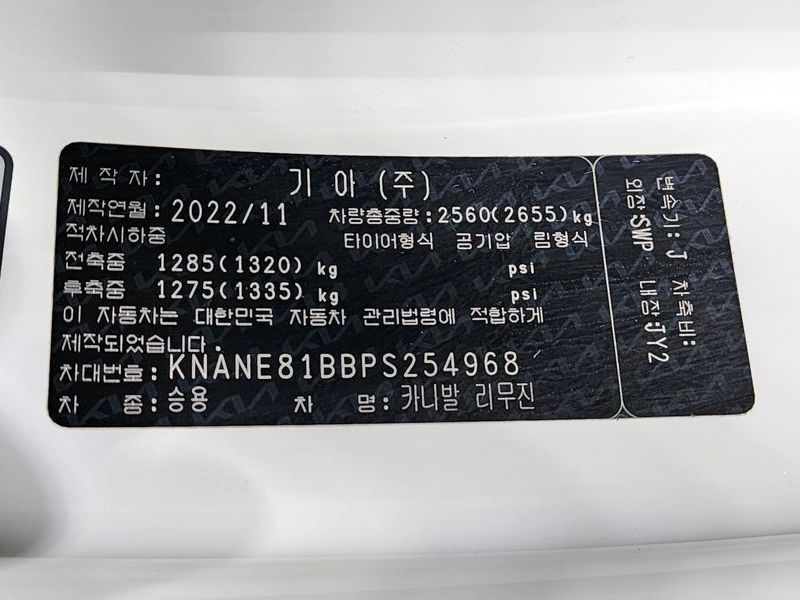 제 작 자 : 기 아 (주)
제작연월 : 2022/11 차량총중량 : 2560(2655)kg
적차시하중 타이어형식 공기압 림형식
전축중 1285(1320) kg psi
후축중 1275(1335) kg psi
이 자동차는 대한민국 자동차 관리법령에 적합하게
제작되었습니다.
차대번호 : KNANE81BBPS254968
차 종 : 승용 차 명 : 카니발 리무진
변속기 : J 차축비 :
외장 : SWP 내장 : JY2